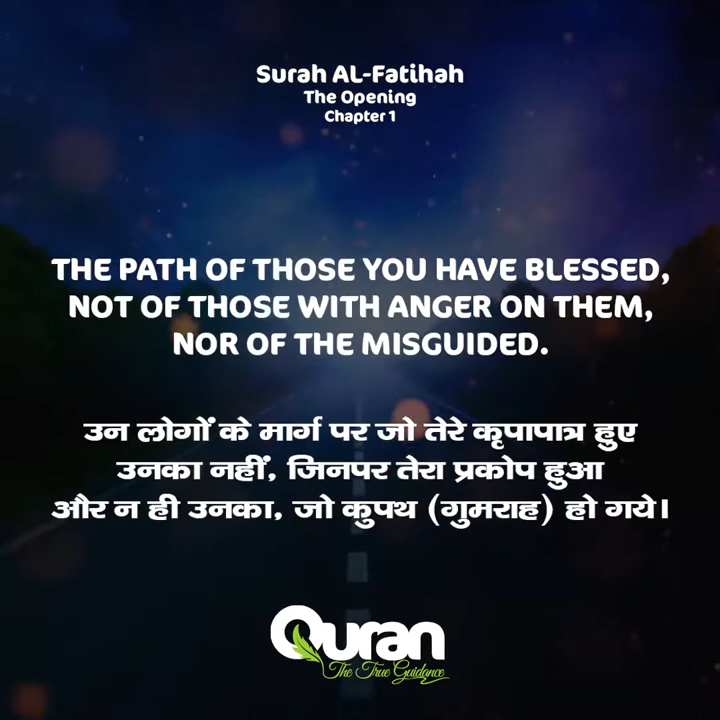 Surah AL-Fatihah
The Opening
Chapter 1
THE PATH OF THOSE YOU HAVE BLESSED,
NOT OF THOSE WITH ANGER ON THEM,
NOR OF THE MISGUIDED.
उन लोगों के मार्ग पर जो तेरे कृपापात्र हुए
उनका नहीं, जिनपर तेरा प्रकोप हुआ
और न ही उनका, जो कुपथ (गुमराह) हो गये।
Quran
The True Guidance